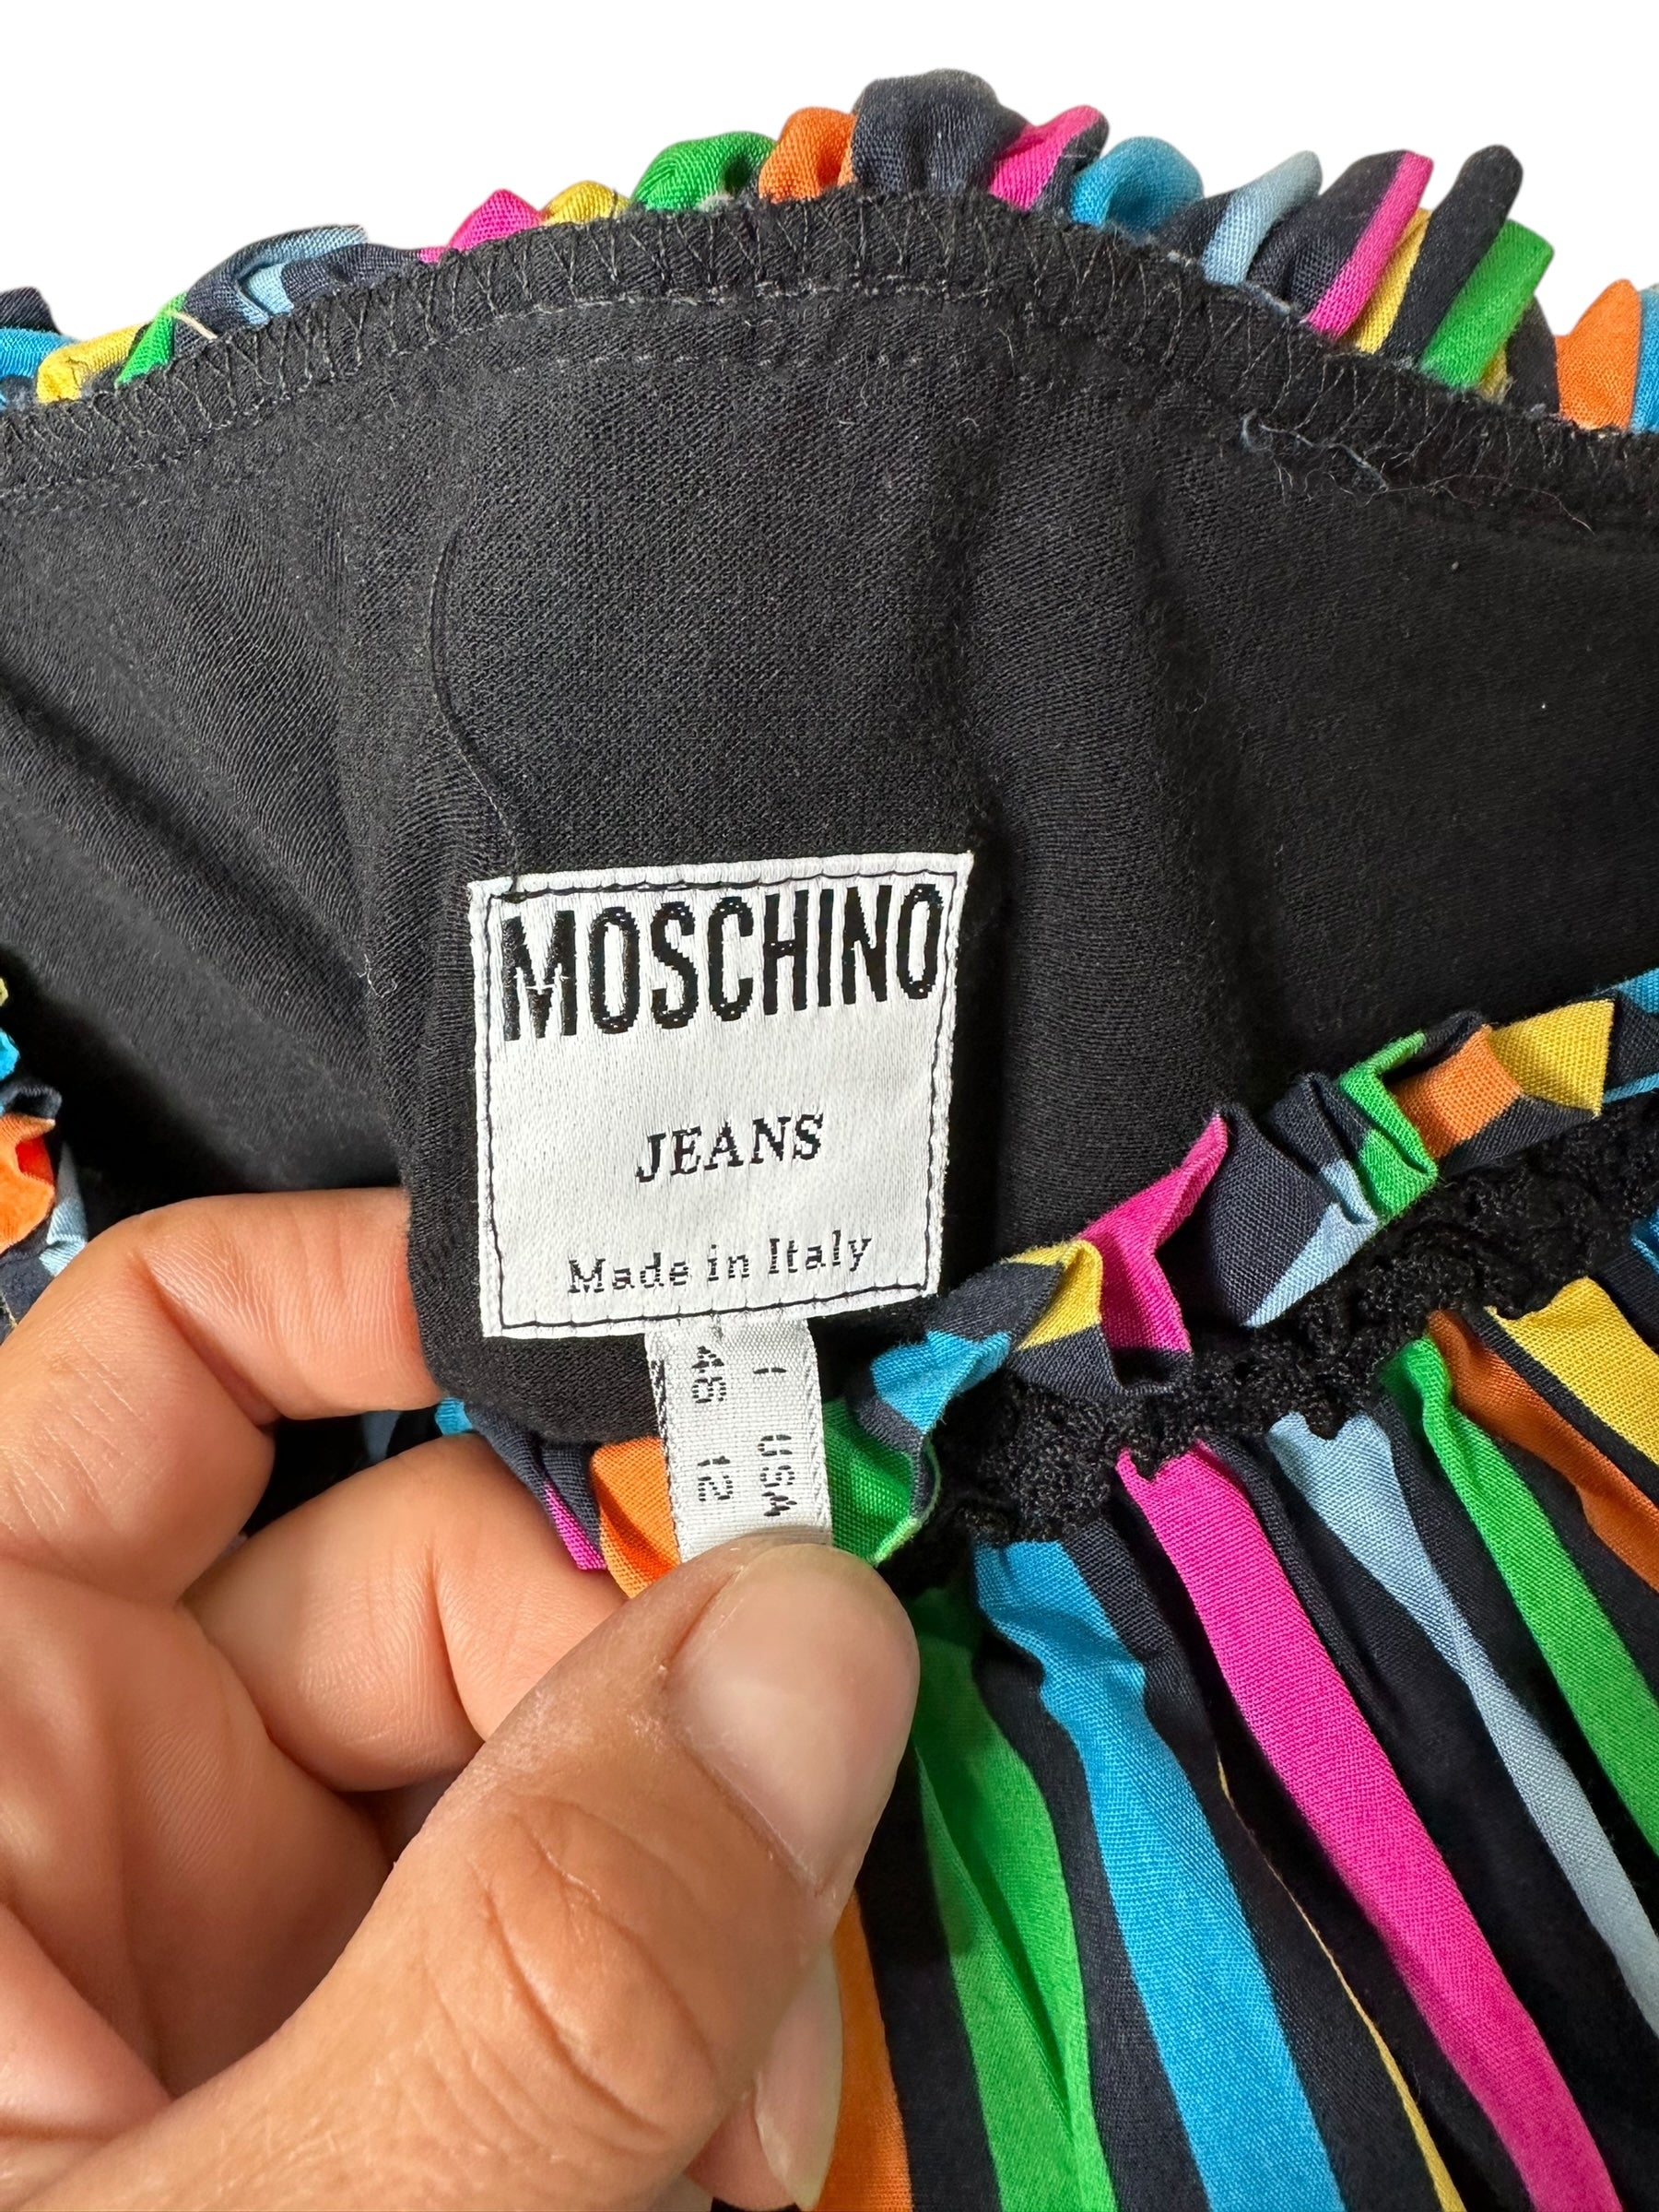 MOSCHINO
JEANS
Made in Italy
I USA
48 12